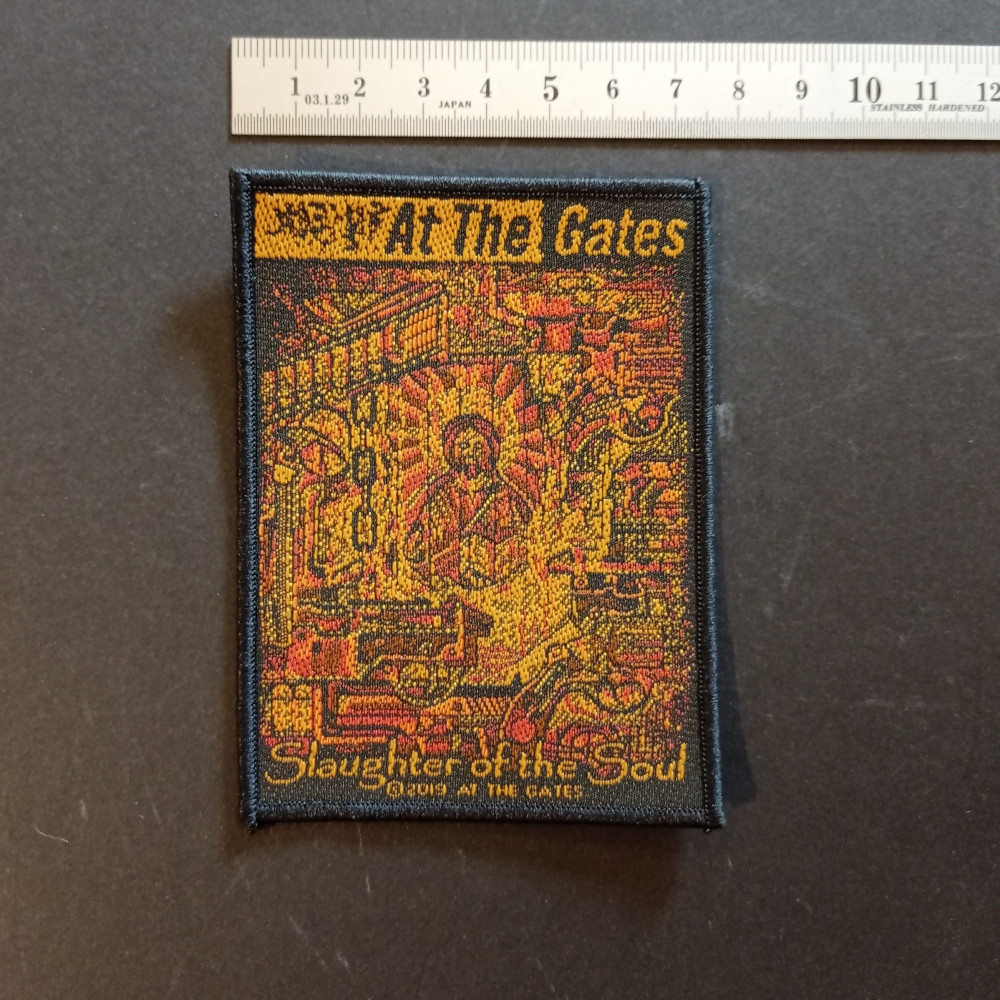 1 2 3 4 5 6 7 8 9 10 11 12
03.1.29 JAPAN STAINLESS HARDENED
At The Gates
Slaughter of the Soul
©2019 AT THE GATES